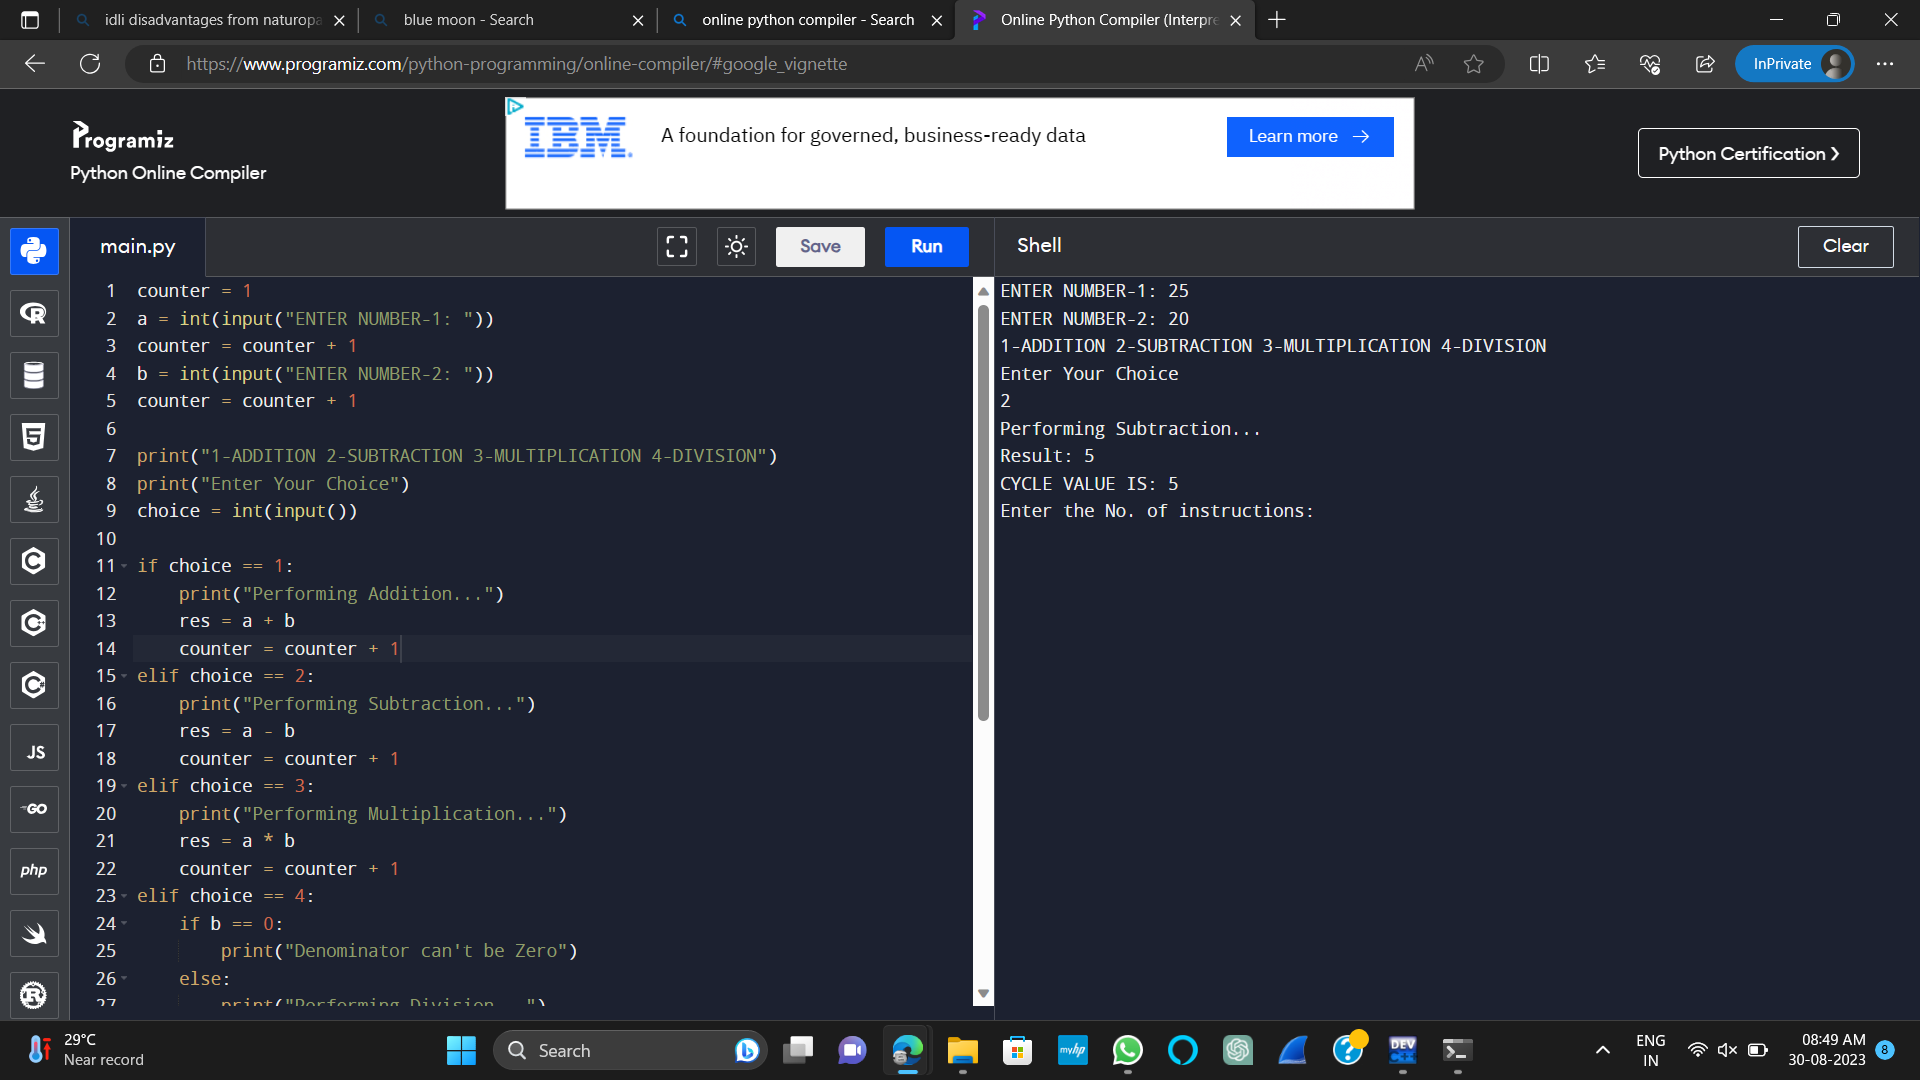 idli disadvantages from naturopa
blue moon - Search
online python compiler - Search
Online Python Compiler (Interpre
https://www.programiz.com/python-programming/online-compiler/#google_vignette
InPrivate
Programiz
Python Online Compiler
IBM
A foundation for governed, business-ready data
Learn more
Python Certification
main.py
Save
Run
Shell
Clear
1 counter = 1
2 a = int(input("ENTER NUMBER-1: "))
3 counter = counter + 1
4 b = int(input("ENTER NUMBER-2: "))
5 counter = counter + 1
6
7 print("1-ADDITION 2-SUBTRACTION 3-MULTIPLICATION 4-DIVISION")
8 print("Enter Your Choice")
9 choice = int(input())
10
11 if choice == 1:
12 print("Performing Addition...")
13 res = a + b
14 counter = counter + 1
15 elif choice == 2:
16 print("Performing Subtraction...")
17 res = a - b
18 counter = counter + 1
19 elif choice == 3:
20 print("Performing Multiplication...")
21 res = a * b
22 counter = counter + 1
23 elif choice == 4:
24 if b == 0:
25 print("Denominator can't be Zero")
26 else:
27 print("Performing Division...")
ENTER NUMBER-1: 25
ENTER NUMBER-2: 20
1-ADDITION 2-SUBTRACTION 3-MULTIPLICATION 4-DIVISION
Enter Your Choice
2
Performing Subtraction...
Result: 5
CYCLE VALUE IS: 5
Enter the No. of instructions:
R
5
C
C
C
JS
GO
php
R
29°C
Near record
Search
myhp
DEV
C++
ENG
IN
08:49 AM
30-08-2023
8